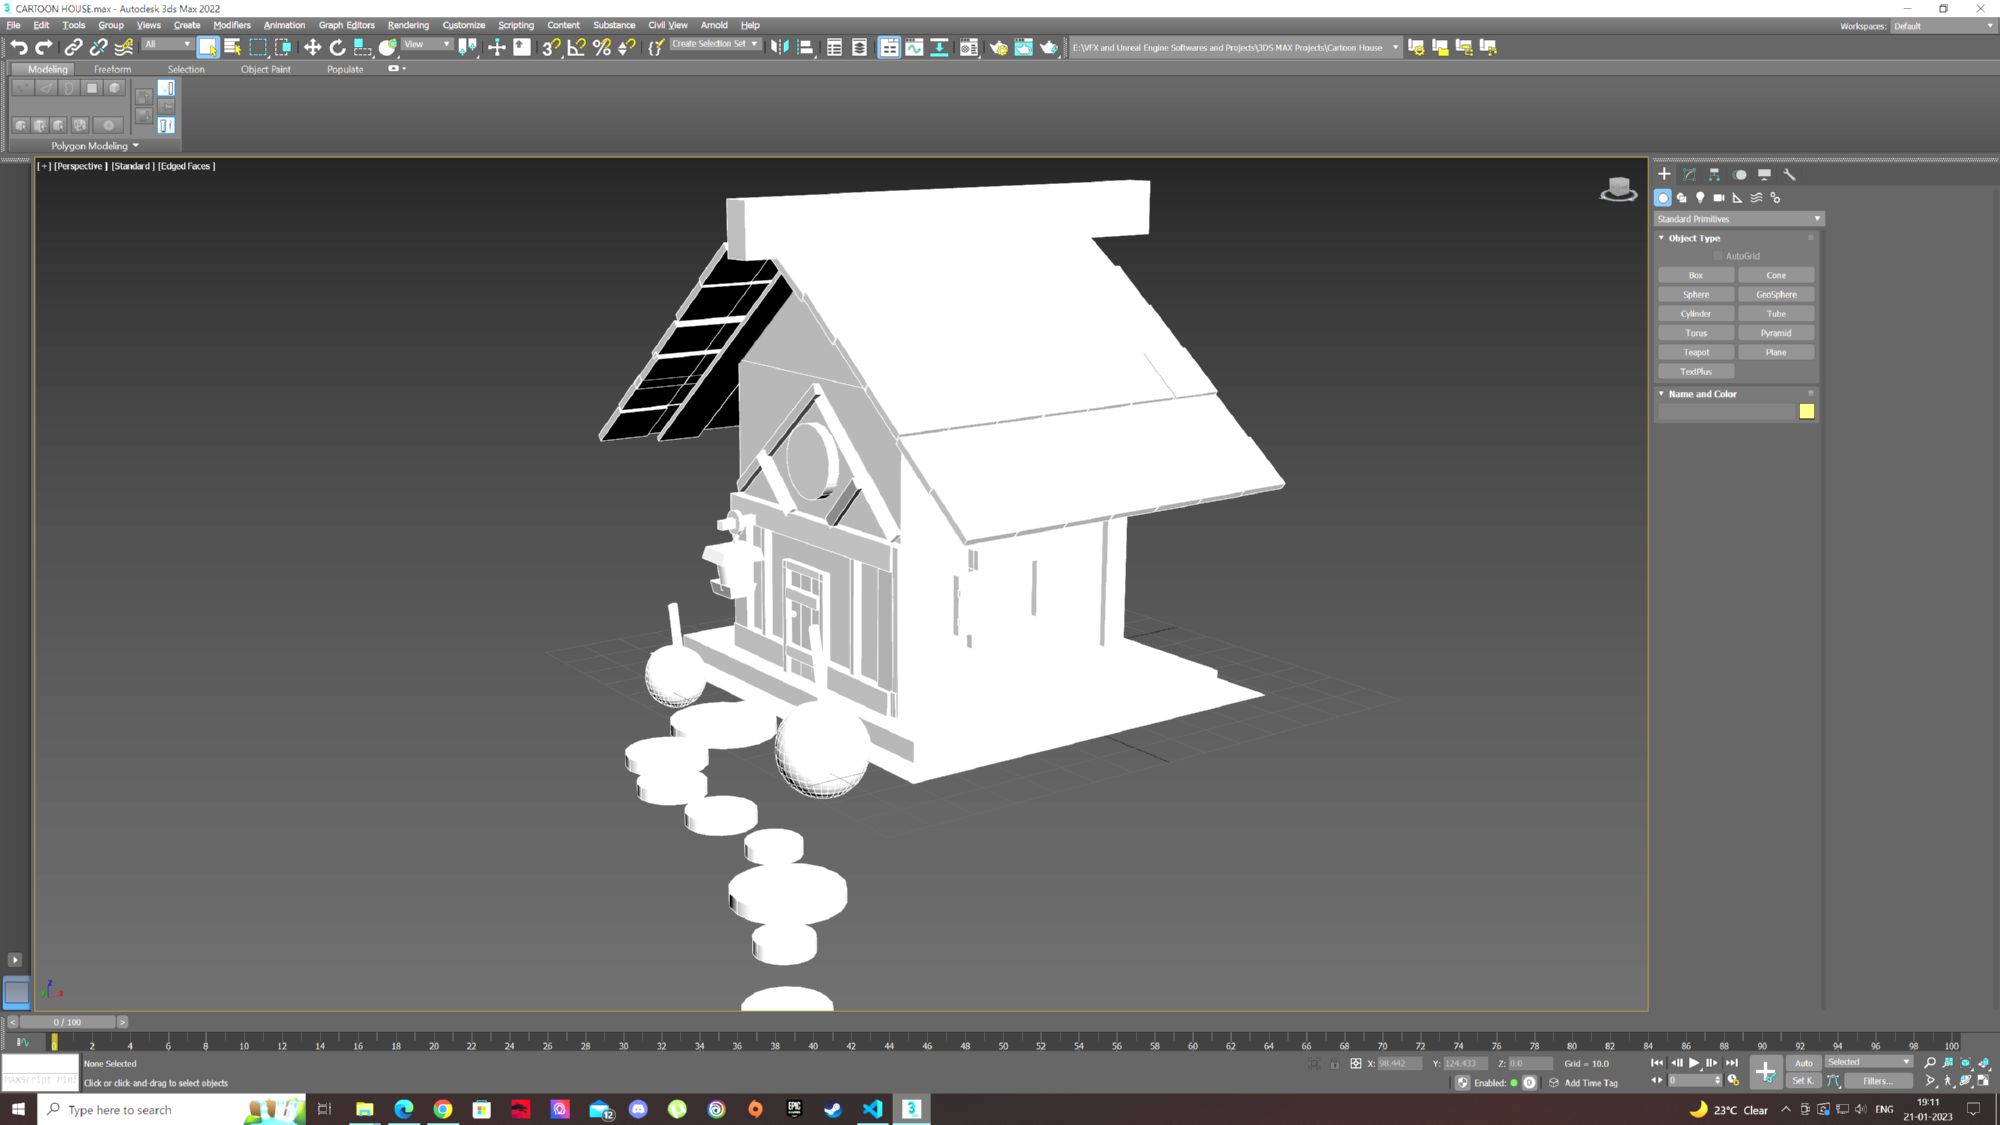 CARTOON HOUSE.max - Autodesk 3ds Max 2022
File Edit Tools Group Views Create Modifiers Animation Graph Editors Rendering Customize Scripting Content Substance Civil View Arnold Help
Workspaces: Default
All View Create Selection Set E:\VFX and Unreal Engine Softwares and Projects\3DS MAX Projects\Cartoon House
Modeling Freeform Selection Object Paint Populate
Polygon Modeling
[+] [Perspective ] [Standard ] [Edged Faces ]
Standard Primitives
Object Type
AutoGrid
Box Cone
Sphere GeoSphere
Cylinder Tube
Torus Pyramid
Teapot Plane
TextPlus
Name and Color
z
x
< 0 / 100 >
0 2 4 6 8 10 12 14 16 18 20 22 24 26 28 30 32 34 36 38 40 42 44 46 48 50 52 54 56 58 60 62 64 66 68 70 72 74 76 78 80 82 84 86 88 90 92 94 96 98 100
None Selected X: 98.442 Y: 124.433 Z: 0.0 Grid = 10.0 Auto Selected
MAXScript Mini Click or click-and-drag to select objects Enabled: 0 Add Time Tag 0 Set K. Filters...
Type here to search 12 EPIC GAMES 3 23°C Clear ENG 19:11
21-01-2023